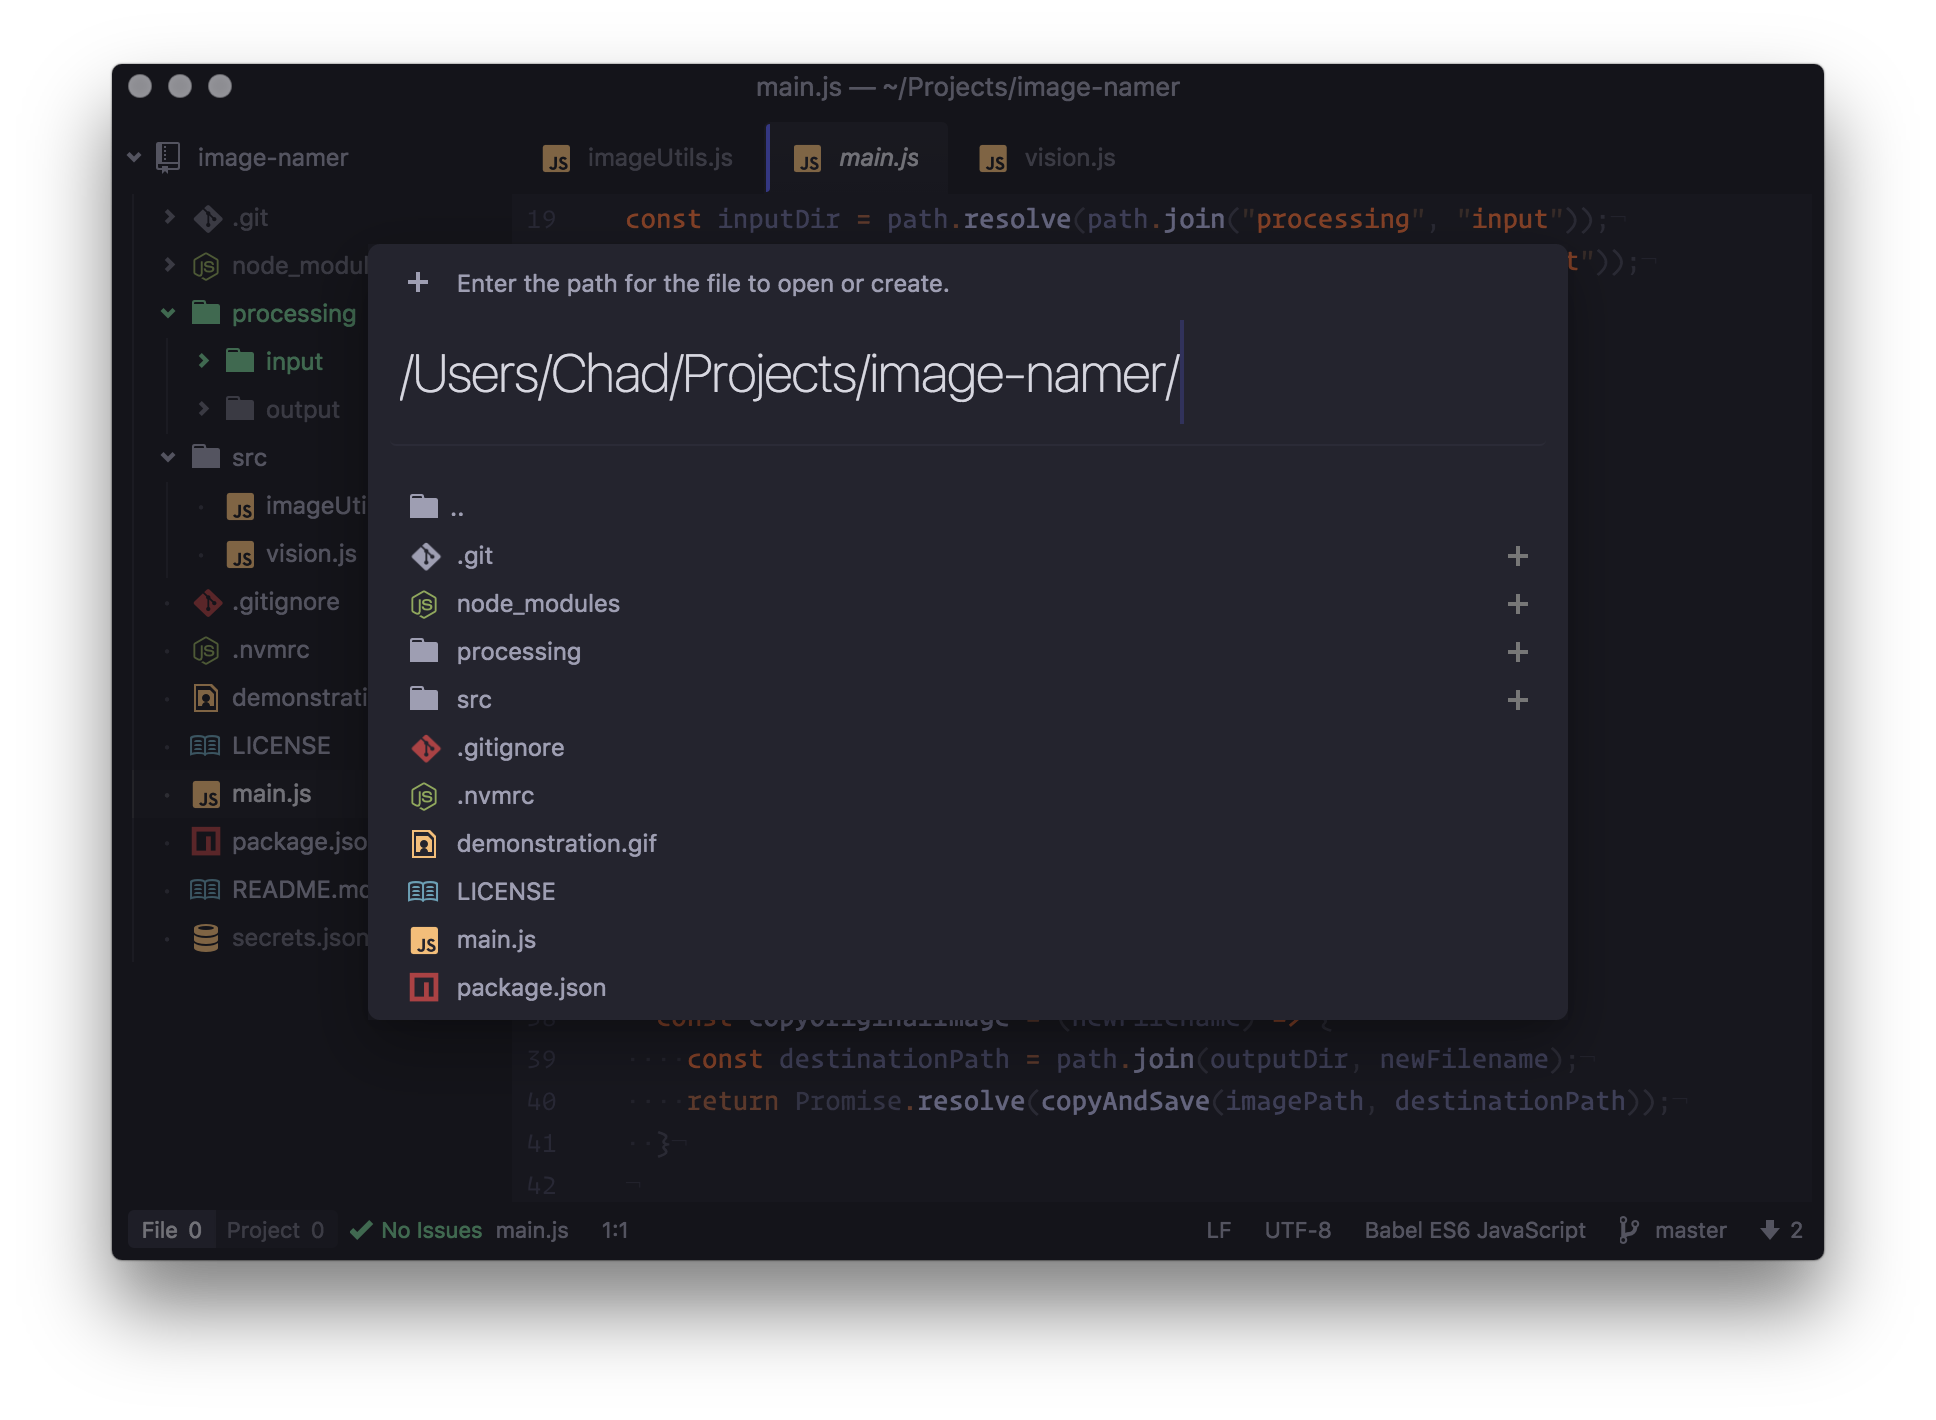 main.js — ~/Projects/image-namer
image-namer
imageUtils.js
main.js
vision.js
.git
node_modul
processing
input
output
src
imageUti
vision.js
.gitignore
.nvmrc
demonstrati
LICENSE
main.js
package.jso
README.md
secrets.json
19 const inputDir = path.resolve(path.join("processing", "input"));
t"));
Enter the path for the file to open or create.
/Users/Chad/Projects/image-namer/
..
.git
node_modules
processing
src
.gitignore
.nvmrc
demonstration.gif
LICENSE
main.js
package.json
38 const copyOriginalImage = (newFilename) => {
39 const destinationPath = path.join(outputDir, newFilename);
40 return Promise.resolve(copyAndSave(imagePath, destinationPath));
41 }
42
File 0 Project 0 No Issues main.js 1:1 LF UTF-8 Babel ES6 JavaScript master 2